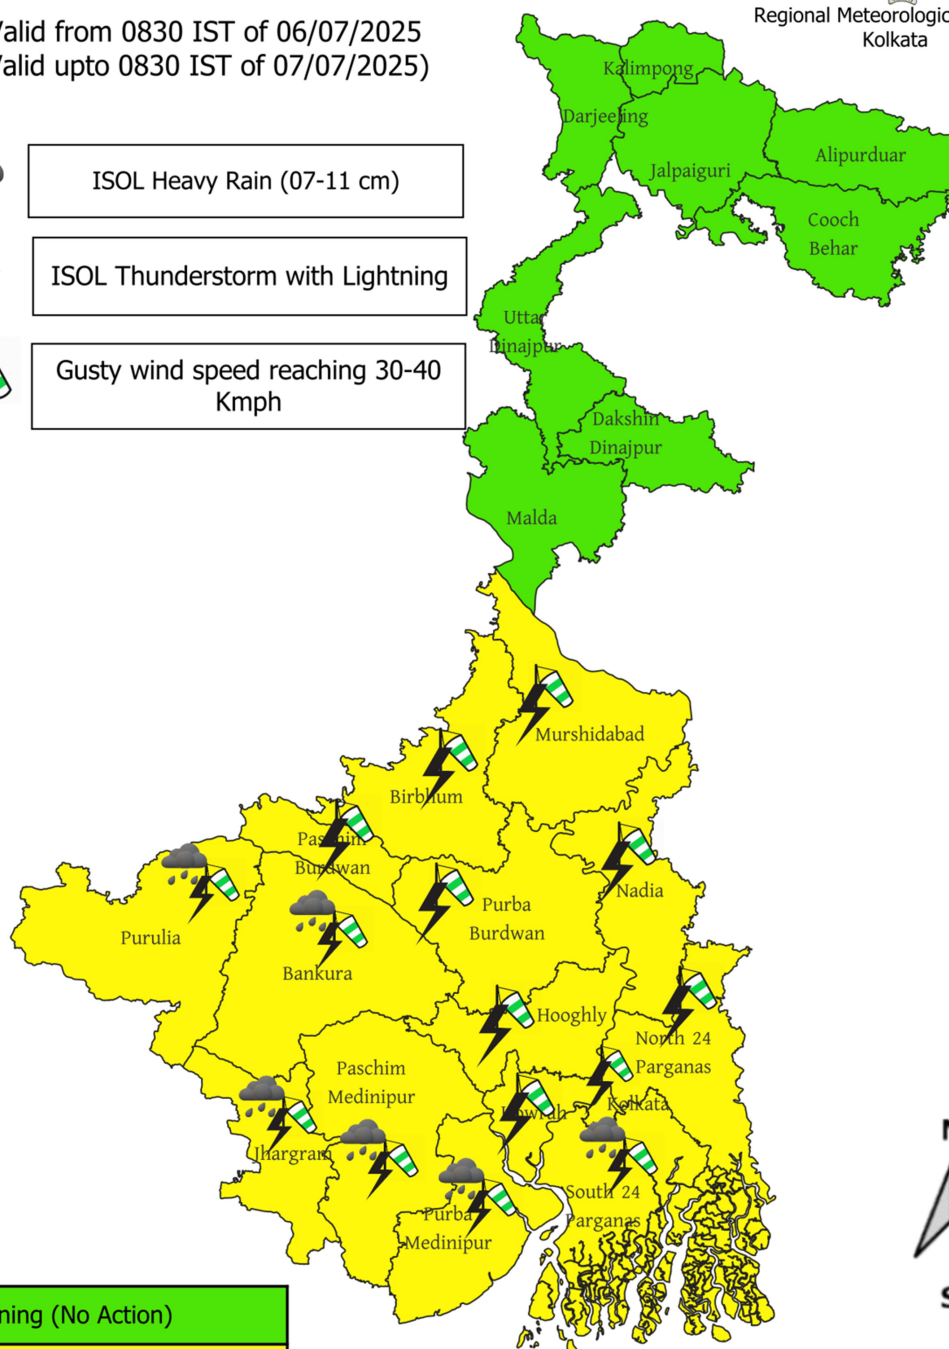 Valid from 0830 IST of 06/07/2025
Valid upto 0830 IST of 07/07/2025)
Regional Meteorologic
Kolkata
ISOL Heavy Rain (07-11 cm)
ISOL Thunderstorm with Lightning
Gusty wind speed reaching 30-40
Kmph
Kalimpong
Darjeeling
Jalpaiguri
Alipurduar
Cooch
Behar
Utta
Dinajpur
Dakshin
Dinajpur
Malda
Murshidabad
Birbhum
Paschim
Burdwan
Nadia
Purba
Burdwan
Purulia
Bankura
Hooghly
North 24
Parganas
Paschim
Medinipur
Kolkata
Howrah
Jhargram
South 24
Parganas
Purba
Medinipur
ning (No Action)